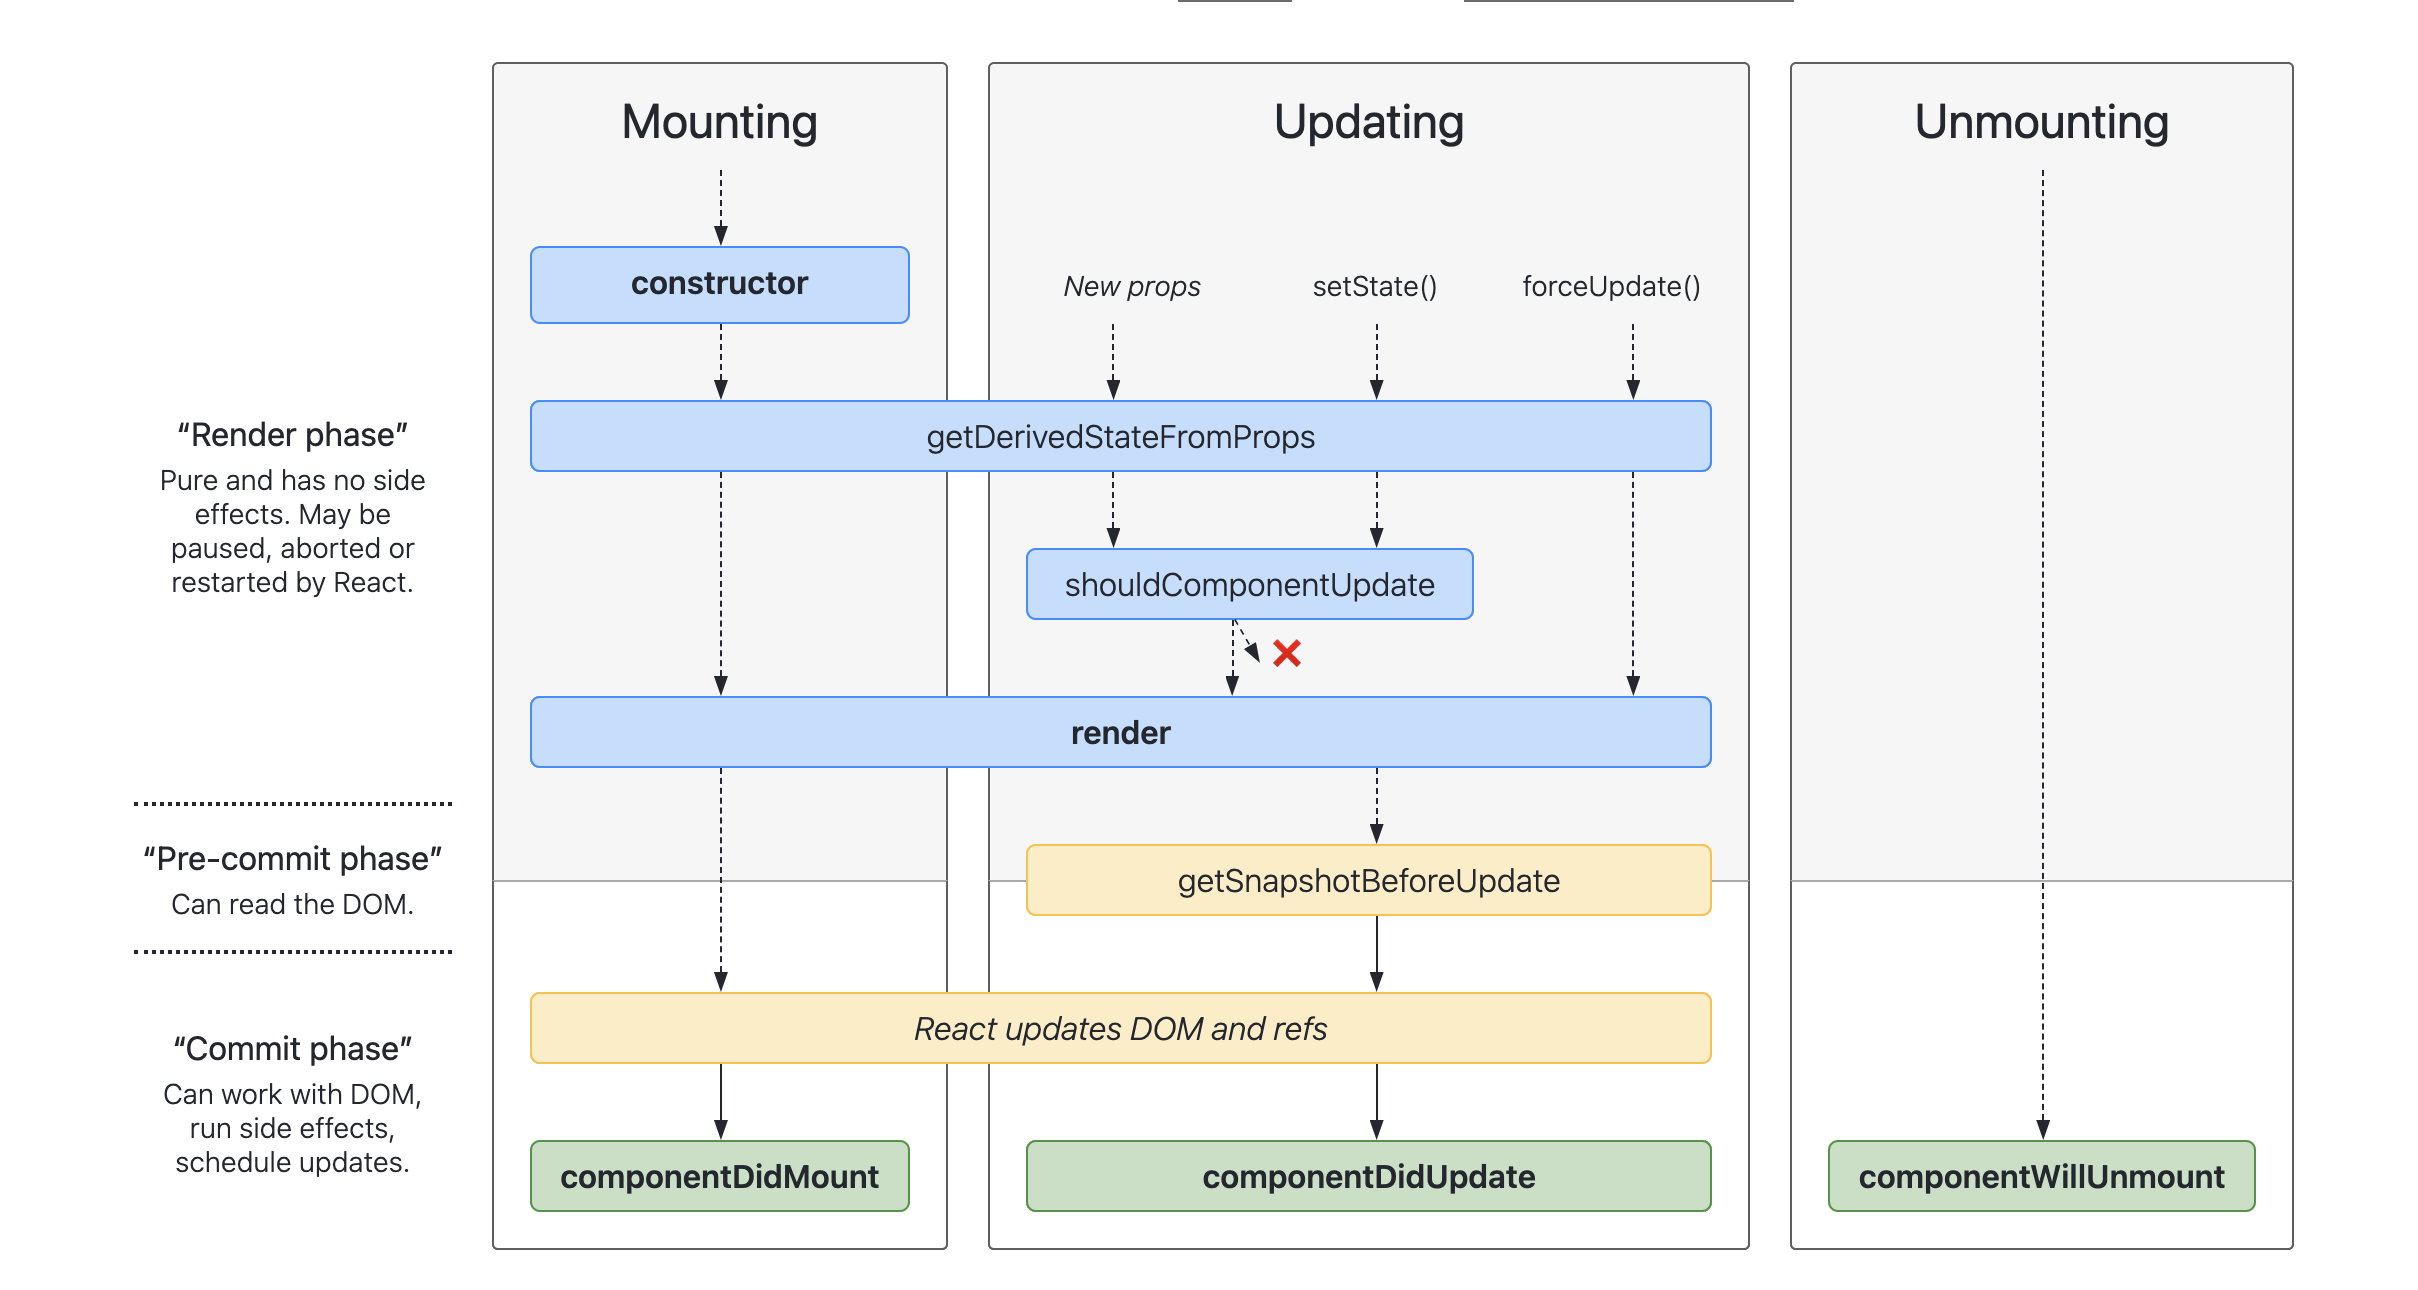 Mounting
Updating
Unmounting
constructor
New props
setState()
forceUpdate()
getDerivedStateFromProps
“Render phase”
Pure and has no side
effects. May be
paused, aborted or
restarted by React.
shouldComponentUpdate
render
“Pre-commit phase”
Can read the DOM.
getSnapshotBeforeUpdate
React updates DOM and refs
“Commit phase”
Can work with DOM,
run side effects,
schedule updates.
componentDidMount
componentDidUpdate
componentWillUnmount